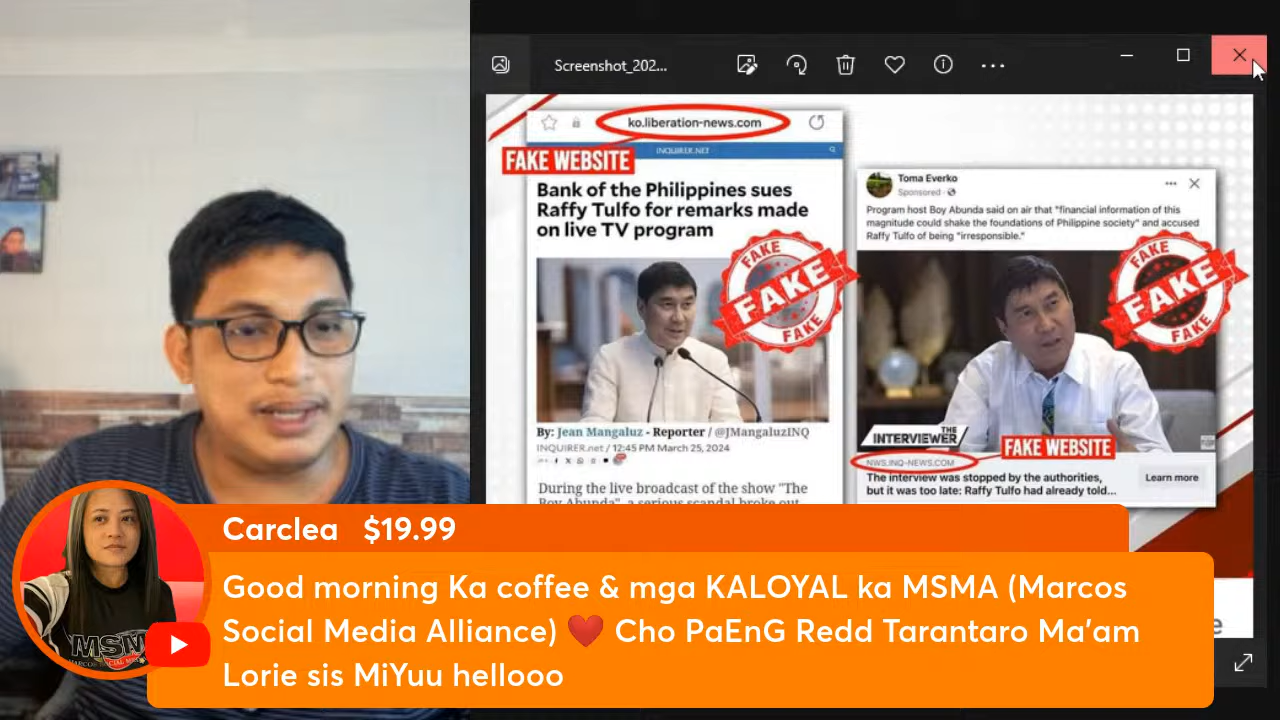 Screenshot_202...
ko.liberation-news.com
FAKE WEBSITE
INQUIRER.NET
Bank of the Philippines sues
Raffy Tulfo for remarks made
on live TV program
FAKE
FAKE
FAKE
By: Jean Mangaluz - Reporter / @JMangaluzINQ
INQUIRER.net / 12:45 PM March 25, 2024
During the live broadcast of the show "The
Boy Abunda", a serious scandal broke out
Toma Everko
Sponsored
Program host Boy Abunda said on air that "financial information of this
magnitude could shake the foundations of Philippine society" and accused
Raffy Tulfo of being "irresponsible."
FAKE
FAKE
FAKE
THE
INTERVIEWER
FAKE WEBSITE
NWS.INQ-NEWS.COM
The interview was stopped by the authorities,
but it was too late: Raffy Tulfo had already told...
Learn more
Carclea $19.99
Good morning Ka coffee & mga KALOYAL ka MSMA (Marcos
Social Media Alliance) ❤️ Cho PaEnG Redd Tarantaro Ma'am
Lorie sis MiYuu hellooo